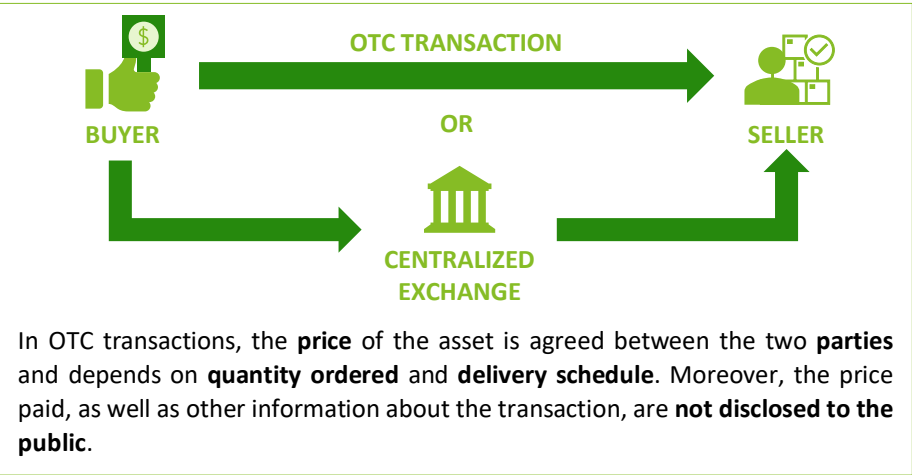 $
OTC TRANSACTION
BUYER
OR
SELLER
CENTRALIZED
EXCHANGE
In OTC transactions, the price of the asset is agreed between the two parties
and depends on quantity ordered and delivery schedule. Moreover, the price
paid, as well as other information about the transaction, are not disclosed to the
public.